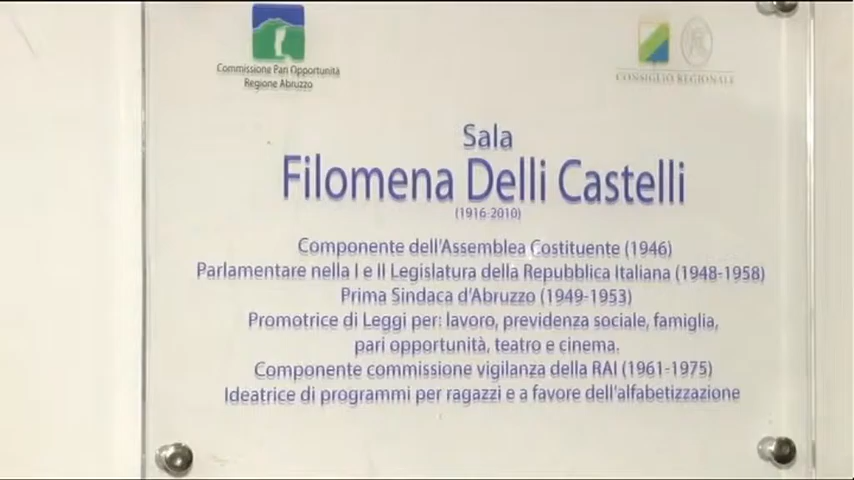 Commissione Pari Opportunità
Regione Abruzzo
CONSIGLIO REGIONALE
Sala
Filomena Delli Castelli
(1916-2010)
Componente dell'Assemblea Costituente (1946)
Parlamentare nella I e II Legislatura della Repubblica Italiana (1948-1958)
Prima Sindaca d'Abruzzo (1949-1953)
Promotrice di Leggi per: lavoro, previdenza sociale, famiglia,
pari opportunità, teatro e cinema.
Componente commissione vigilanza della RAI (1961-1975)
Ideatrice di programmi per ragazzi e a favore dell'alfabetizzazione